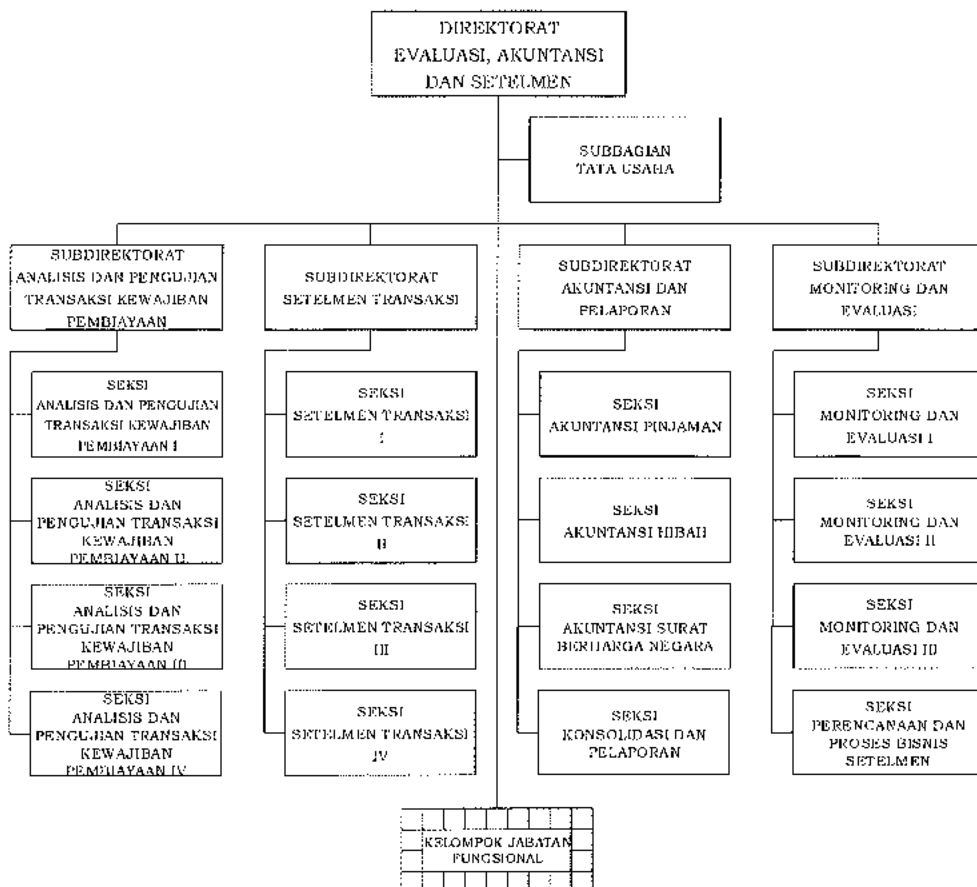 DIREKTORAT
EVALUASI, AKUNTANSI
DAN SETELMEN
SUBBAGIAN
TATA USAHA
SUBDIREKTORAT
ANALISIS DAN PENGUJIAN
TRANSAKSI KEWAJIBAN
PEMBIAYAAN
SUBDIREKTORAT
SETELMEN TRANSAKSI
SUBDIREKTORAT
AKUNTANSI DAN
PELAPORAN
SUBDIREKTORAT
MONITORING DAN
EVALUASI
SEKSI
ANALISIS DAN PENGUJIAN
TRANSAKSI KEWAJIBAN
PEMBIAYAAN I
SEKSI
SETELMEN TRANSAKSI
I
SEKSI
AKUNTANSI PINJAMAN
SEKSI
MONITORING DAN
EVALUASI I
SEKSI
ANALISIS DAN
PENGUJIAN TRANSAKSI
KEWAJIBAN
PEMBIAYAAN II
SEKSI
SETELMEN TRANSAKSI
II
SEKSI
AKUNTANSI HIBAH
SEKSI
MONITORING DAN
EVALUASI II
SEKSI
ANALISIS DAN
PENGUJIAN TRANSAKSI
KEWAJIBAN
PEMBIAYAAN III
SEKSI
SETELMEN TRANSAKSI
III
SEKSI
AKUNTANSI SURAT
BERHARGA NEGARA
SEKSI
MONITORING DAN
EVALUASI III
SEKSI
ANALISIS DAN
PENGUJIAN TRANSAKSI
KEWAJIBAN
PEMBIAYAAN IV
SEKSI
SETELMEN TRANSAKSI
IV
SEKSI
KONSOLIDASI DAN
PELAPORAN
SEKSI
PERENCANAAN DAN
PROSES BISNIS
SETELMEN
KELOMPOK JABATAN
FUNGSIONAL